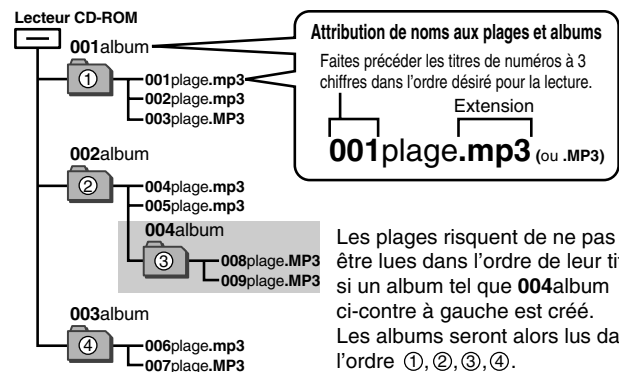 Lecteur CD-ROM
001album
①
001plage.mp3
002plage.mp3
003plage.MP3
002album
②
004plage.mp3
005plage.mp3
004album
③
008plage.MP3
009plage.MP3
003album
④
006plage.mp3
007plage.MP3
Attribution de noms aux plages et albums
Faites précéder les titres de numéros à 3
chiffres dans l'ordre désiré pour la lecture.
Extension
001plage.mp3 (ou .MP3)
Les plages risquent de ne pas
être lues dans l'ordre de leur
si un album tel que 004album
ci-contre à gauche est créé.
Les albums seront alors lus
l'ordre ①, ②, ③, ④.